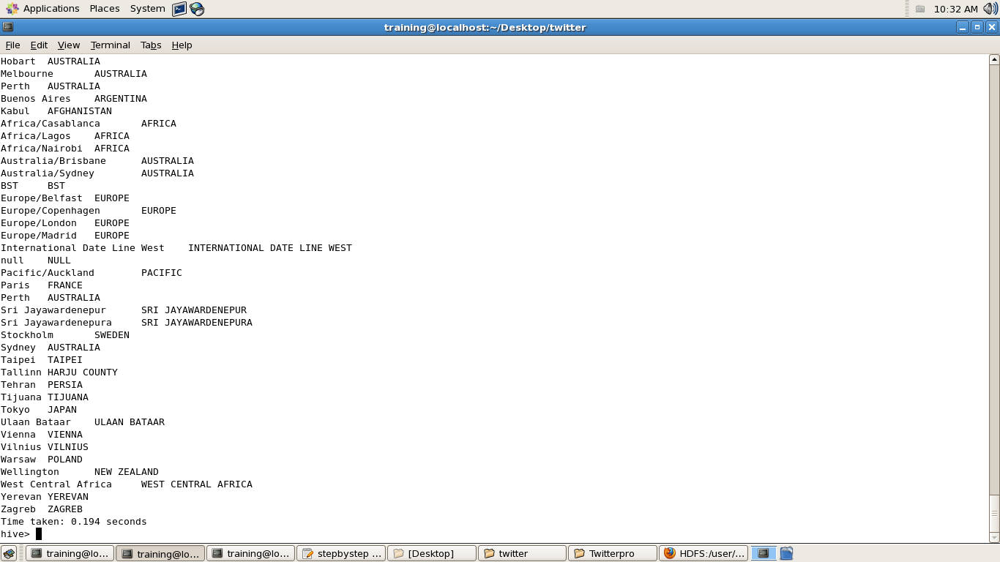 Applications Places System 10:32 AM
training@localhost:~/Desktop/twitter
File Edit View Terminal Tabs Help
Hobart AUSTRALIA
Melbourne AUSTRALIA
Perth AUSTRALIA
Buenos Aires ARGENTINA
Kabul AFGHANISTAN
Africa/Casablanca AFRICA
Africa/Lagos AFRICA
Africa/Nairobi AFRICA
Australia/Brisbane AUSTRALIA
Australia/Sydney AUSTRALIA
BST BST
Europe/Belfast EUROPE
Europe/Copenhagen EUROPE
Europe/London EUROPE
Europe/Madrid EUROPE
International Date Line West INTERNATIONAL DATE LINE WEST
null NULL
Pacific/Auckland PACIFIC
Paris FRANCE
Perth AUSTRALIA
Sri Jayawardenepur SRI JAYAWARDENEPUR
Sri Jayawardenepura SRI JAYAWARDENEPURA
Stockholm SWEDEN
Sydney AUSTRALIA
Taipei TAIPEI
Tallinn HARJU COUNTY
Tehran PERSIA
Tijuana TIJUANA
Tokyo JAPAN
Ulaan Bataar ULAAN BATAAR
Vienna VIENNA
Vilnius VILNIUS
Warsaw POLAND
Wellington NEW ZEALAND
West Central Africa WEST CENTRAL AFRICA
Yerevan YEREVAN
Zagreb ZAGREB
Time taken: 0.194 seconds
hive>
training@lo... training@lo... training@lo... stepbystep ... [Desktop] twitter Twitterpro HDFS:/user/...